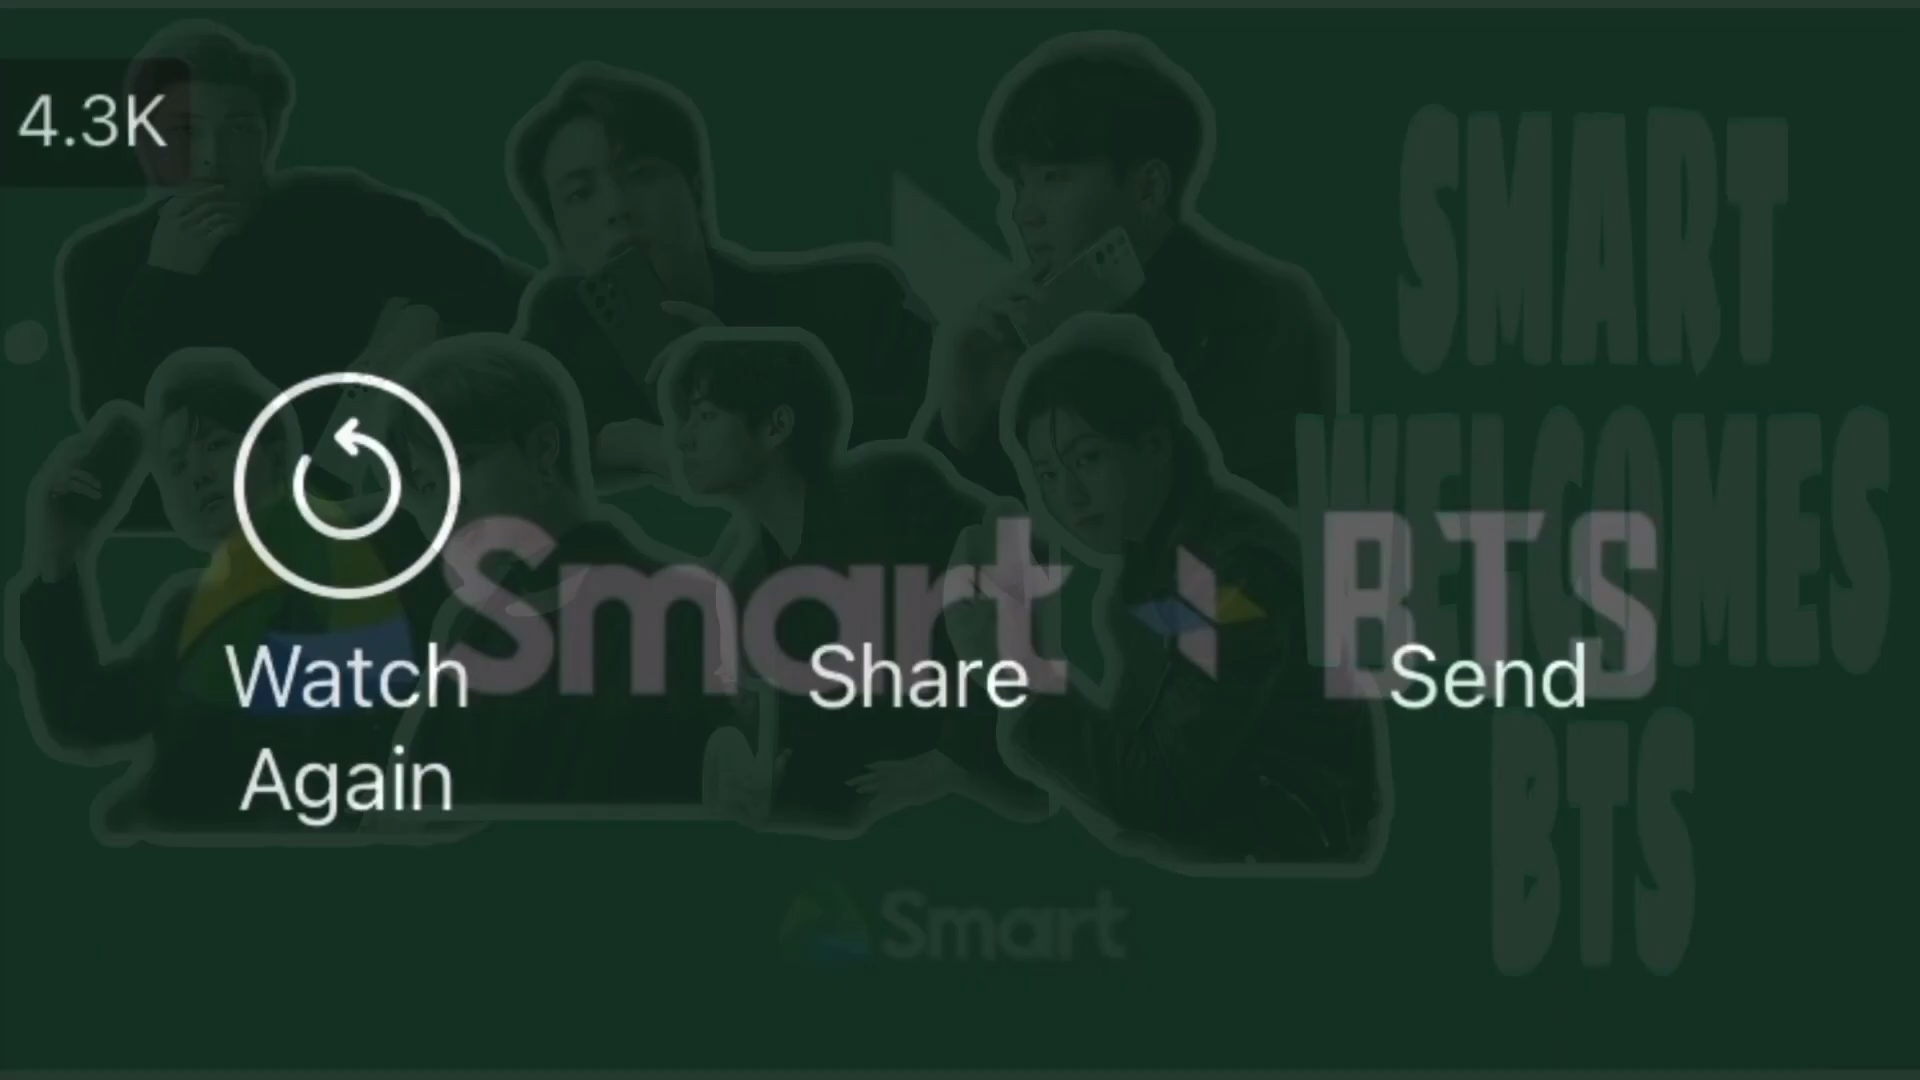 4.3K
SMART
WELCOMES
BTS
Smart BTS
Watch
Again
Share
Send
Smart